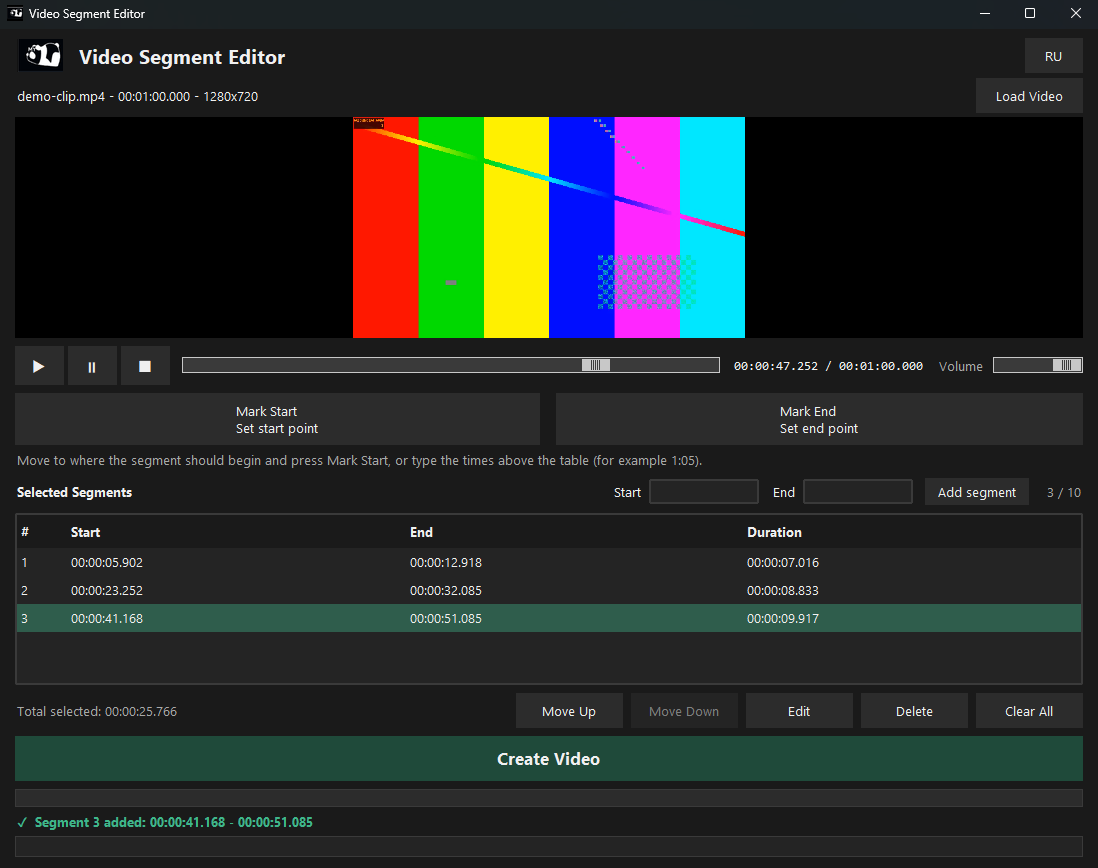 Video Segment Editor
Video Segment Editor
RU
demo-clip.mp4 - 00:01:00.000 - 1280x720
Load Video
00:00:47.252 / 00:01:00.000
Volume
Mark Start
Set start point
Mark End
Set end point
Move to where the segment should begin and press Mark Start, or type the times above the table (for example 1:05).
Selected Segments
Start
End
Add segment
3 / 10
# Start End Duration
1 00:00:05.902 00:00:12.918 00:00:07.016
2 00:00:23.252 00:00:32.085 00:00:08.833
3 00:00:41.168 00:00:51.085 00:00:09.917
Total selected: 00:00:25.766
Move Up
Move Down
Edit
Delete
Clear All
Create Video
✓ Segment 3 added: 00:00:41.168 - 00:00:51.085